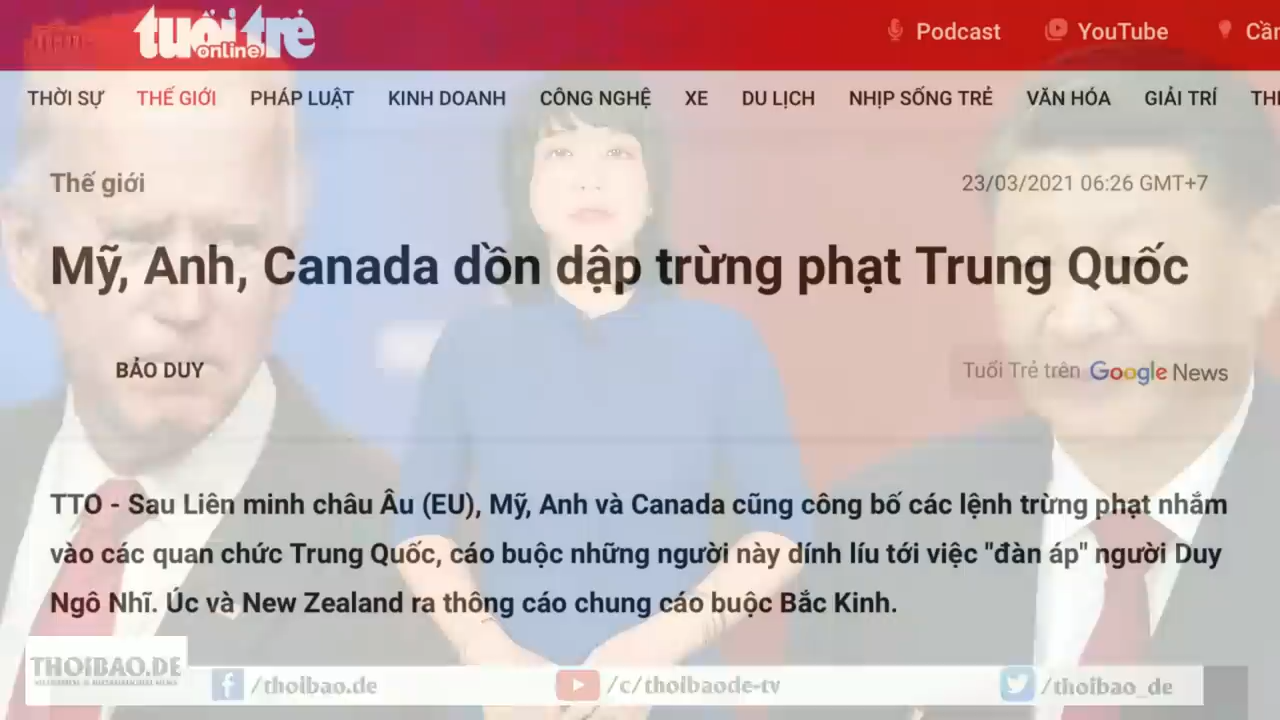 tuổi trẻ
online
Podcast
YouTube
Cần
THỜI SỰ
THẾ GIỚI
PHÁP LUẬT
KINH DOANH
CÔNG NGHỆ
XE
DU LỊCH
NHỊP SỐNG TRẺ
VĂN HÓA
GIẢI TRÍ
Thế giới
23/03/2021 06:26 GMT+7
Mỹ, Anh, Canada dồn dập trừng phạt Trung Quốc
BẢO DUY
Tuổi Trẻ trên Google News
TTO - Sau Liên minh châu Âu (EU), Mỹ, Anh và Canada cũng công bố các lệnh trừng phạt nhắm
vào các quan chức Trung Quốc, cáo buộc những người này dính líu tới việc "đàn áp" người Duy
Ngô Nhĩ. Úc và New Zealand ra thông cáo chung cáo buộc Bắc Kinh.
THOIBAO.DE
/thoibao.de
/c/thoibaode-tv
/thoibao_de